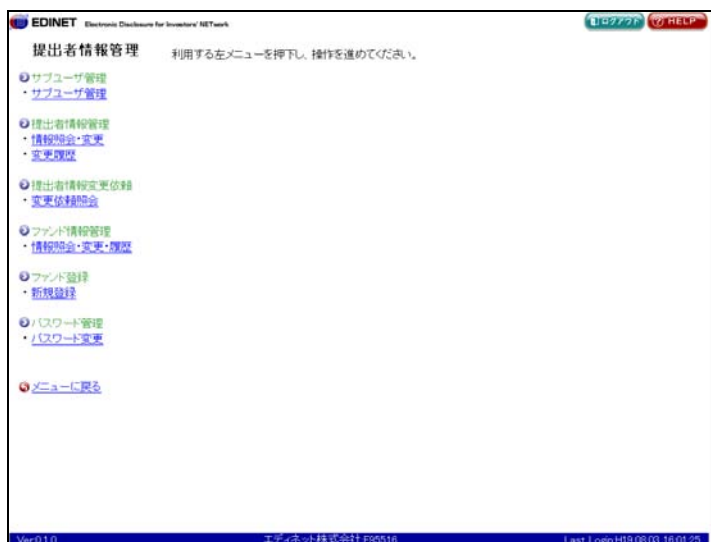 EDINET Electronic Disclosure for Investors' NETwork
ログアウト HELP
提出者情報管理
利用する左メニューを押下し、操作を進めてください。
サブユーザ管理
・サブユーザ管理
提出者情報管理
・情報照会・変更
・変更履歴
提出者情報変更依頼
・変更依頼照会
ファンド情報管理
・情報照会・変更・履歴
ファンド登録
・新規登録
パスワード管理
・パスワード変更
メニューに戻る
Ver.0.1.0 エディネット株式会社 E95516 Last Login:H19.08.03 16:01:25